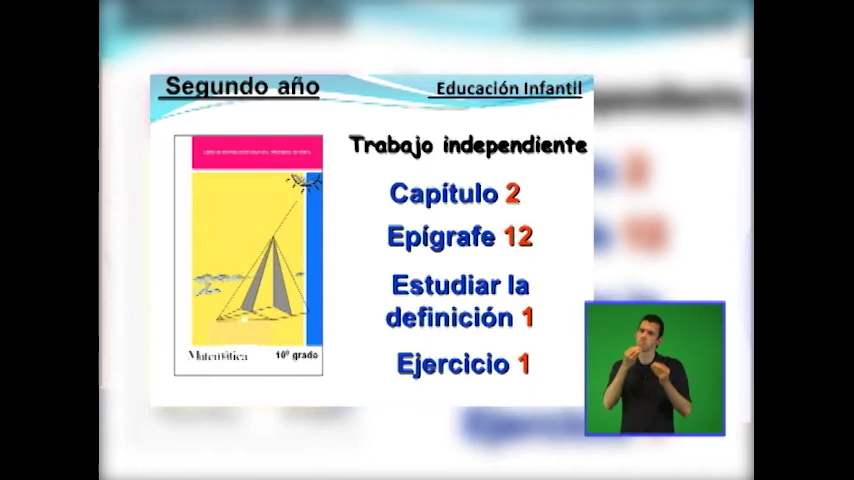 Segundo año
Educación Infantil
Trabajo independiente
Capítulo 2
Epígrafe 12
Estudiar la
definición 1
Ejercicio 1
Matemática
10º grado